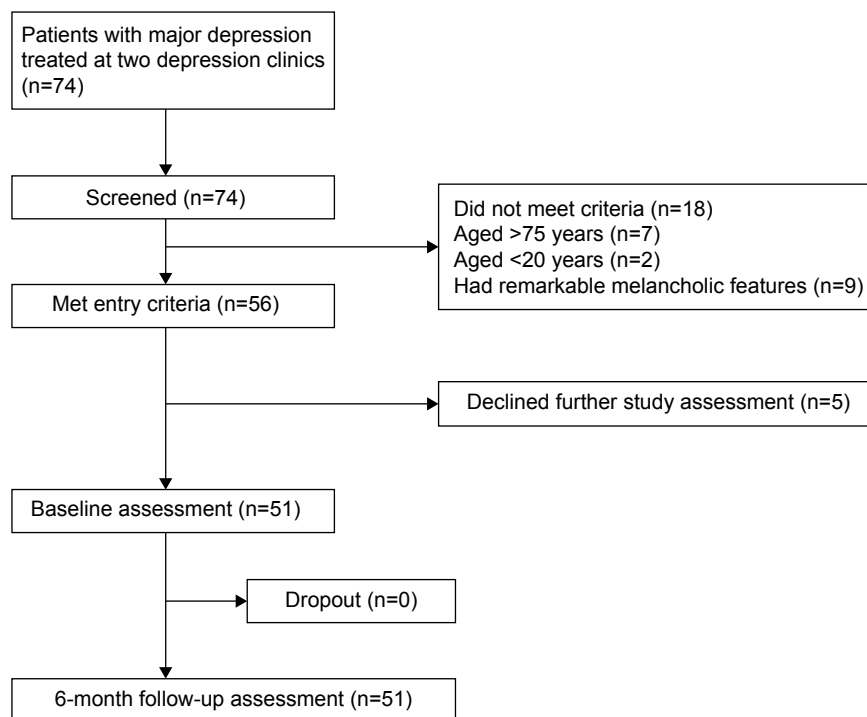 Patients with major depression
treated at two depression clinics
(n=74)
Screened (n=74)
Did not meet criteria (n=18)
Aged >75 years (n=7)
Aged <20 years (n=2)
Had remarkable melancholic features (n=9)
Met entry criteria (n=56)
Declined further study assessment (n=5)
Baseline assessment (n=51)
Dropout (n=0)
6-month follow-up assessment (n=51)